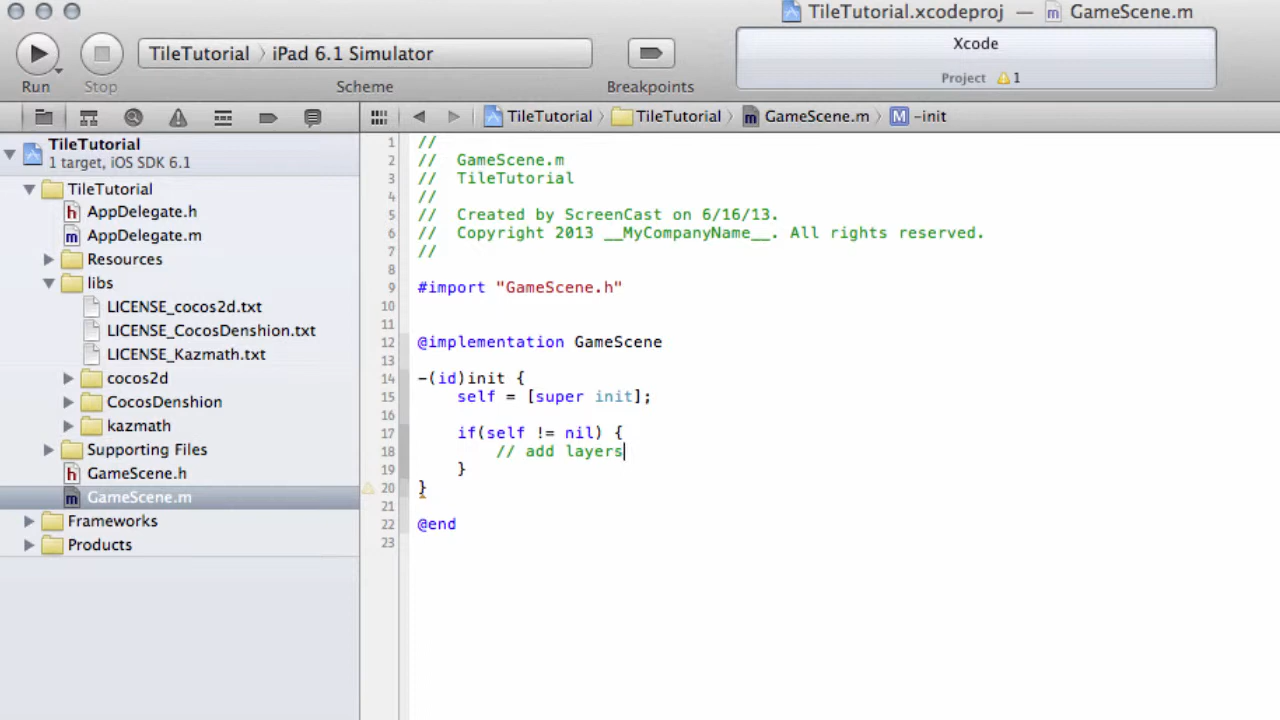 TileTutorial.xcodeproj — GameScene.m
TileTutorial 〉 iPad 6.1 Simulator
Xcode
Project 1
Run Stop Scheme Breakpoints
TileTutorial 〉 TileTutorial 〉 GameScene.m 〉 M -init
TileTutorial
1 target, iOS SDK 6.1
TileTutorial
h AppDelegate.h
m AppDelegate.m
Resources
libs
LICENSE_cocos2d.txt
LICENSE_CocosDenshion.txt
LICENSE_Kazmath.txt
cocos2d
CocosDenshion
kazmath
Supporting Files
h GameScene.h
m GameScene.m
Frameworks
Products
1 //
2 //  GameScene.m
3 //  TileTutorial
4 //
5 //  Created by ScreenCast on 6/16/13.
6 //  Copyright 2013 __MyCompanyName__. All rights reserved.
7 //
8
9 #import "GameScene.h"
10
11
12 @implementation GameScene
13
14 -(id)init {
15     self = [super init];
16
17     if(self != nil) {
18         // add layers
19     }
20 }
21
22 @end
23